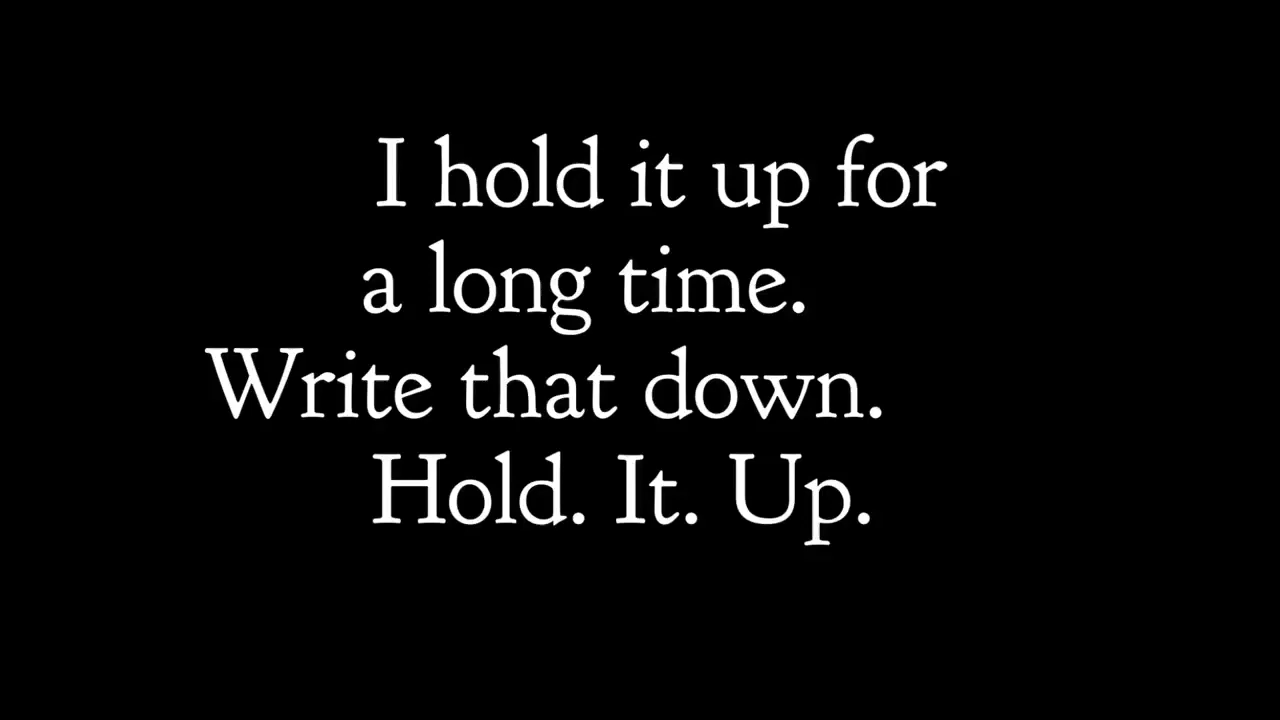 I hold it up for
a long time.
Write that down.
Hold. It. Up.